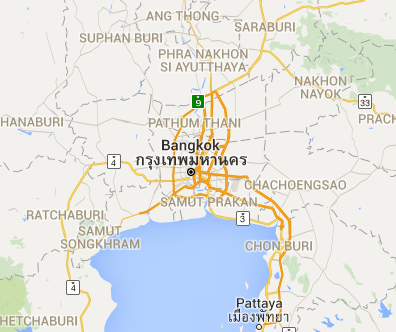 ANG THONG
SARABURI
SUPHAN BURI
PHRA NAKHON
SI AYUTTHAYA
NAKHON
NAYOK
9
33
HANABURI
PATHUM THANI
PRACH
Bangkok
กรุงเทพมหานคร
4
CHACHOENGSAO
SAMUT PRAKAN
RATCHABURI
3
SAMUT
SONGKHRAM
CHON BURI
4
Pattaya
เมืองพัทยา
HETCHABURI